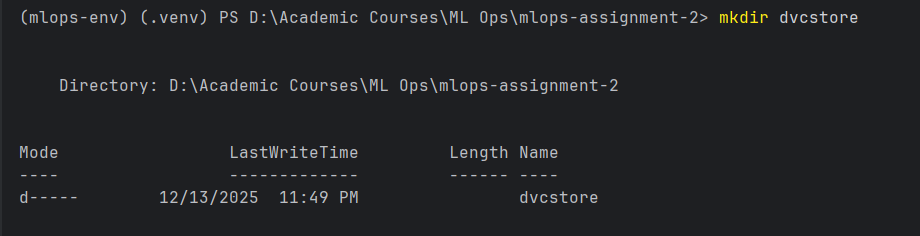 (mlops-env) (.venv) PS D:\Academic Courses\ML Ops\mlops-assignment-2> mkdir dvcstore
Directory: D:\Academic Courses\ML Ops\mlops-assignment-2
Mode                 LastWriteTime         Length Name
----                 -------------         ------ ----
d-----        12/13/2025  11:49 PM                dvcstore